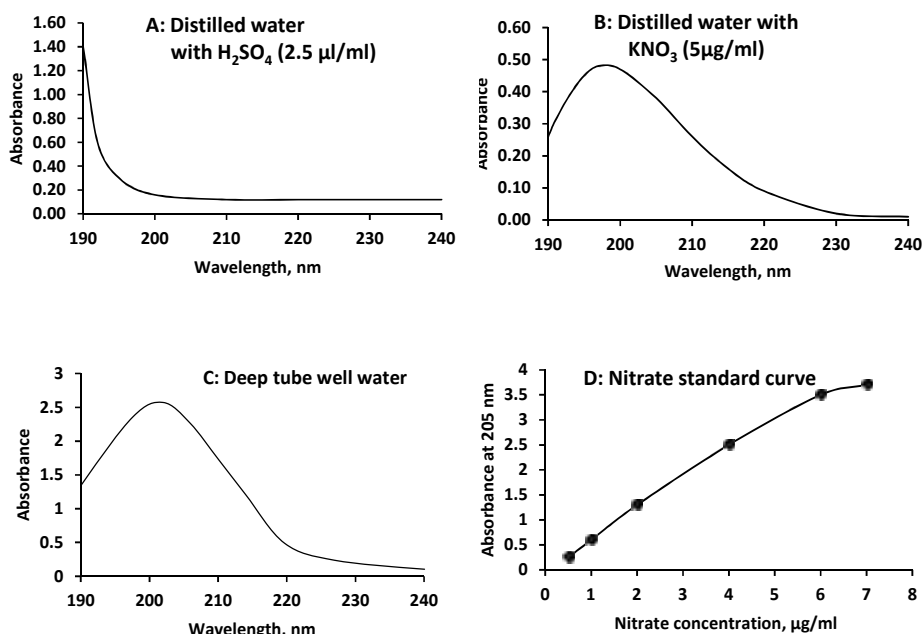 A: Distilled water
with H₂SO₄ (2.5 µl/ml)
Absorbance
1.60
1.40
1.20
1.00
0.80
0.60
0.40
0.20
0.00
190 200 210 220 230 240
Wavelength, nm
B: Distilled water with
KNO₃ (5µg/ml)
Absorbance
0.60
0.50
0.40
0.30
0.20
0.10
0.00
190 200 210 220 230 240
Wavelength, nm
C: Deep tube well water
Absorbance
3
2.5
2
1.5
1
0.5
0
190 200 210 220 230 240
Wavelength, nm
D: Nitrate standard curve
Absorbance at 205 nm
4
3.5
3
2.5
2
1.5
1
0.5
0
0 1 2 3 4 5 6 7 8
Nitrate concentration, µg/ml